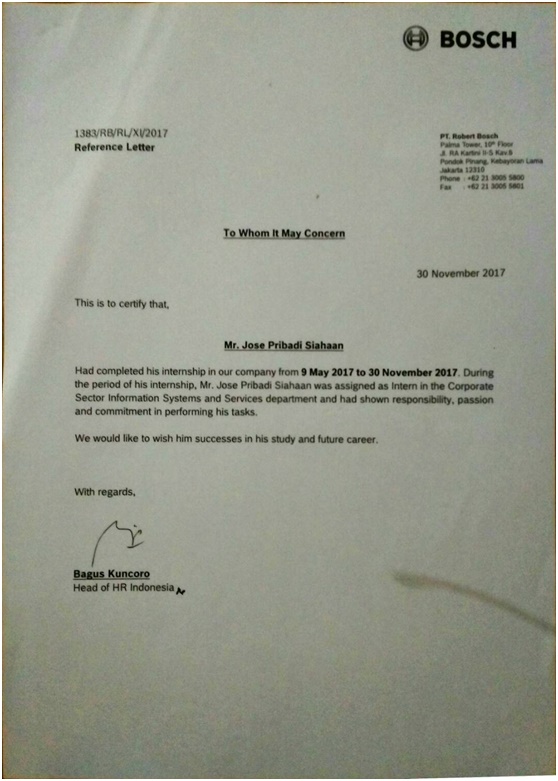 BOSCH
1383/RB/RL/XI/2017
Reference Letter
PT. Robert Bosch
Palma Tower, 10th Floor
Jl. RA Kartini II-S Kav.6
Pondok Pinang, Kebayoran Lama
Jakarta 12310
Phone : +62 21 3005 5800
Fax : +62 21 3005 5801
To Whom It May Concern
30 November 2017
This is to certify that,
Mr. Jose Pribadi Siahaan
Had completed his internship in our company from 9 May 2017 to 30 November 2017. During
the period of his internship, Mr. Jose Pribadi Siahaan was assigned as Intern in the Corporate
Sector Information Systems and Services department and had shown responsibility, passion
and commitment in performing his tasks.
We would like to wish him successes in his study and future career.
With regards,
Bagus Kuncoro
Head of HR Indonesia